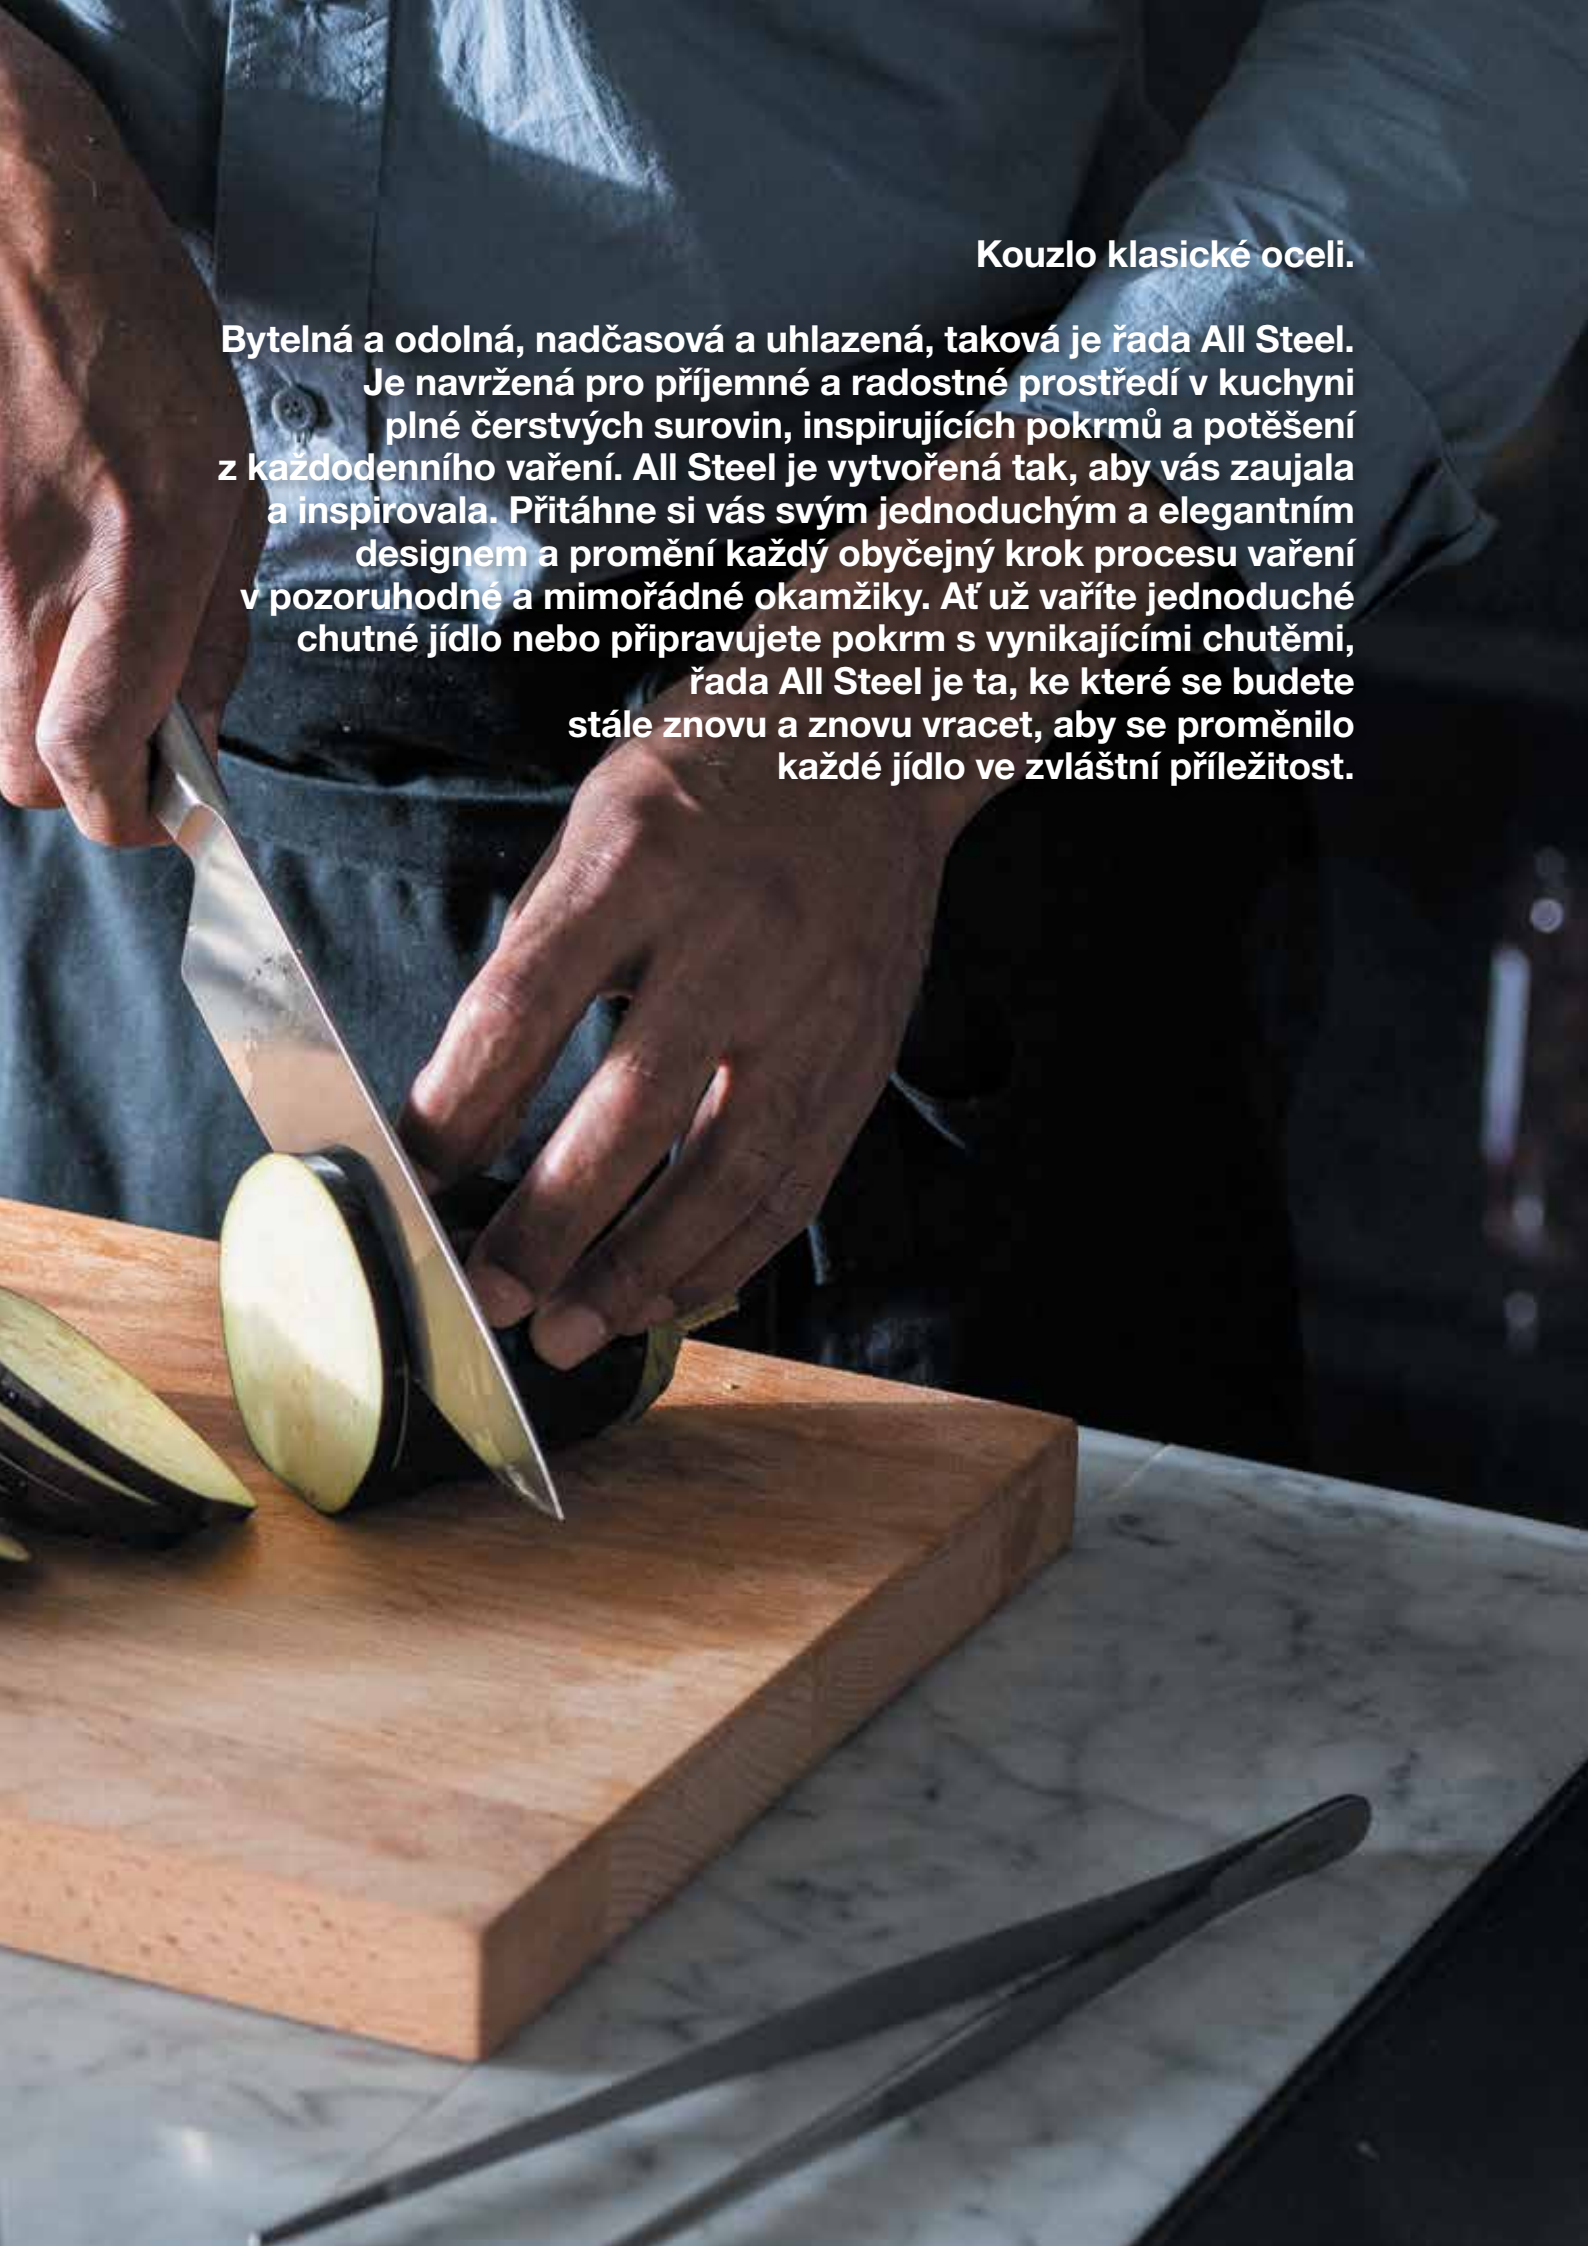 Kouzlo klasické oceli.
Bytelná a odolná, nadčasová a uhlazená, taková je řada All Steel.
Je navržená pro příjemné a radostné prostředí v kuchyni
plné čerstvých surovin, inspirujících pokrmů a potěšení
z každodenního vaření. All Steel je vytvořená tak, aby vás zaujala
a inspirovala. Přitáhne si vás svým jednoduchým a elegantním
designem a promění každý obyčejný krok procesu vaření
v pozoruhodné a mimořádné okamžiky. Ať už vaříte jednoduché
chutné jídlo nebo připravujete pokrm s vynikajícími chutěmi,
řada All Steel je ta, ke které se budete
stále znovu a znovu vracet, aby se proměnilo
každé jídlo ve zvláštní příležitost.